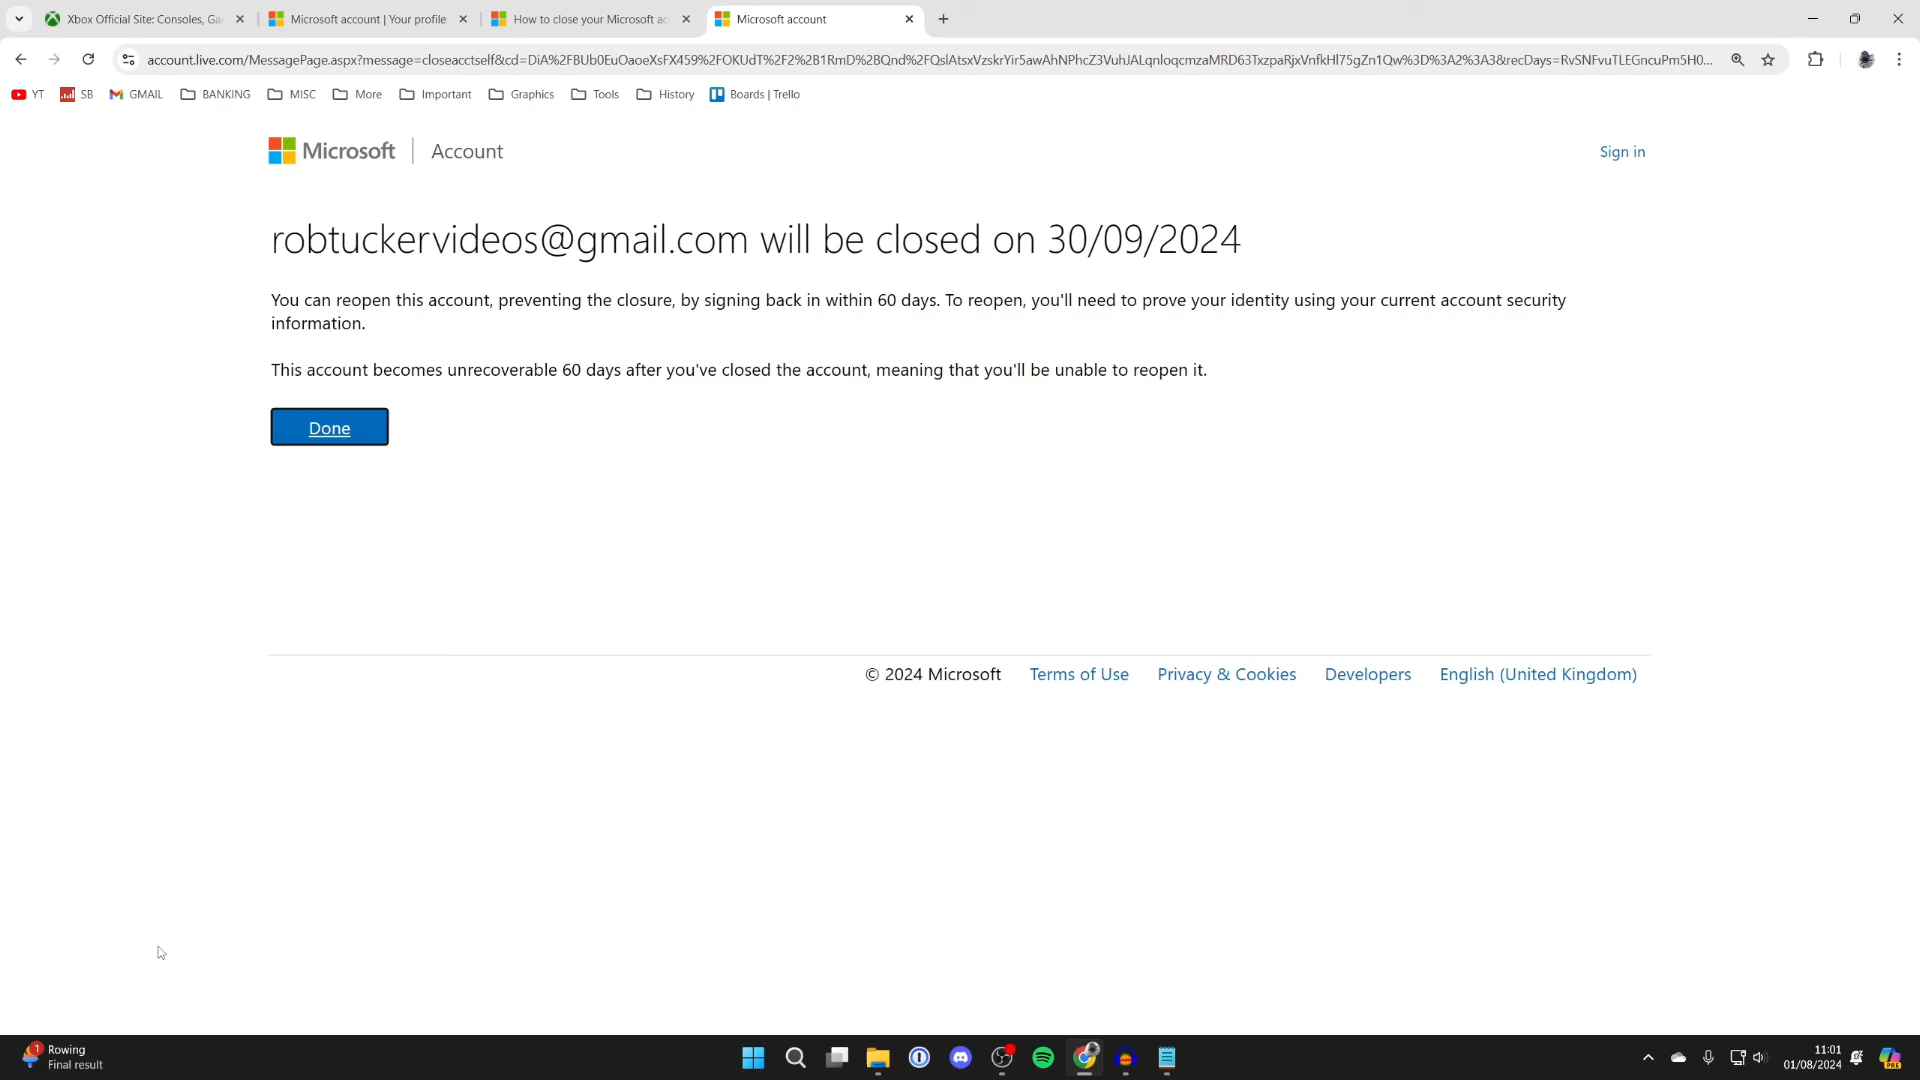 Xbox Official Site: Consoles, Ga
Microsoft account | Your profile
How to close your Microsoft ac
Microsoft account
account.live.com/MessagePage.aspx?message=closeacctself&cd=DiA%2FBUb0EuOaoeXsFX459%2FOKUdT%2F2%2B1RmD%2BQnd%2FQslAtsxVzskrYir5awAhNPhcZ3VuhJALqnloqcmzaMRD63TxzpaRjxVnfkHl75gZn1Qw%3D%3A2%3A3&recDays=RvSNFvuTLEGncuPm5H0...
YT
SB
GMAIL
BANKING
MISC
More
Important
Graphics
Tools
History
Boards | Trello
Microsoft
Account
Sign in
robtuckervideos@gmail.com will be closed on 30/09/2024
You can reopen this account, preventing the closure, by signing back in within 60 days. To reopen, you'll need to prove your identity using your current account security
information.
This account becomes unrecoverable 60 days after you've closed the account, meaning that you'll be unable to reopen it.
Done
© 2024 Microsoft
Terms of Use
Privacy & Cookies
Developers
English (United Kingdom)
1
Rowing
Final result
11:01
01/08/2024
PRE